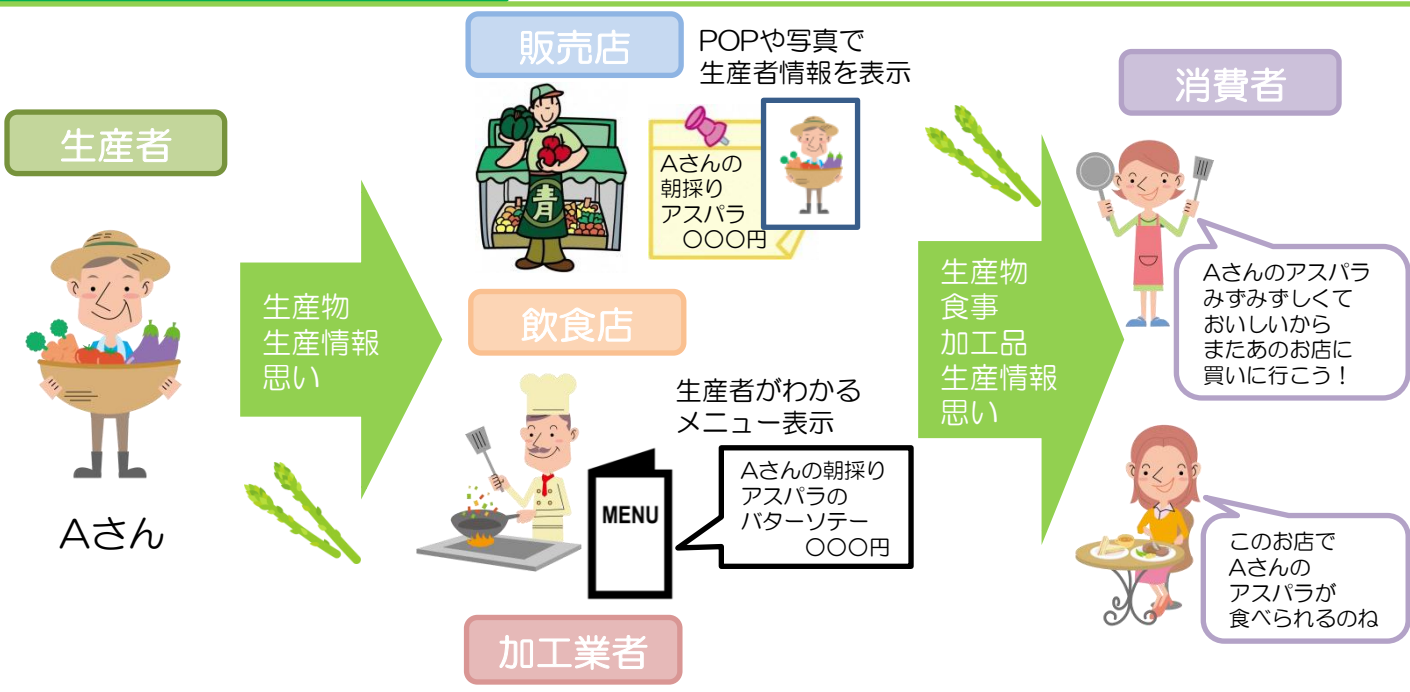 生産者
Aさん
生産物
生産情報
思い
販売店
POPや写真で
生産者情報を表示
青
Aさんの
朝採り
アスパラ
〇〇〇円
飲食店
生産者がわかる
メニュー表示
MENU
Aさんの朝採り
アスパラの
バターソテー
〇〇〇円
加工業者
生産物
食事
加工品
生産情報
思い
消費者
Aさんのアスパラ
みずみずしくて
おいしいから
またあのお店に
買いに行こう！
このお店で
Aさんの
アスパラが
食べられるのね